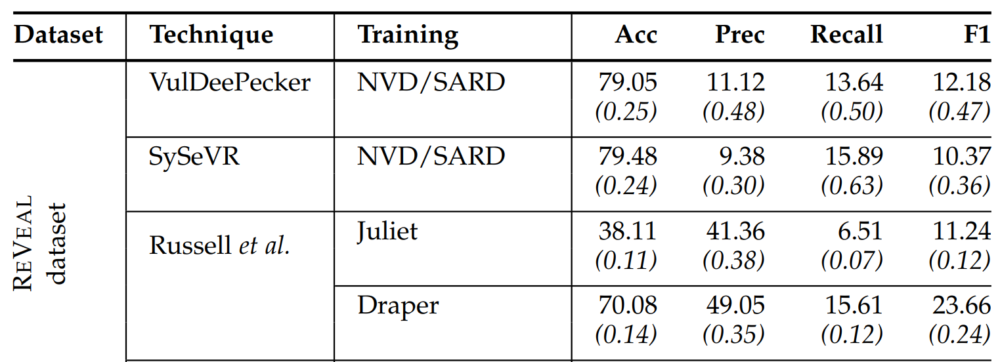 Dataset Technique Training Acc Prec Recall F1
REVEAL
dataset
VulDeePecker NVD/SARD 79.05 11.12 13.64 12.18
(0.25) (0.48) (0.50) (0.47)
SySeVR NVD/SARD 79.48 9.38 15.89 10.37
(0.24) (0.30) (0.63) (0.36)
Russell et al. Juliet 38.11 41.36 6.51 11.24
(0.11) (0.38) (0.07) (0.12)
Draper 70.08 49.05 15.61 23.66
(0.14) (0.35) (0.12) (0.24)